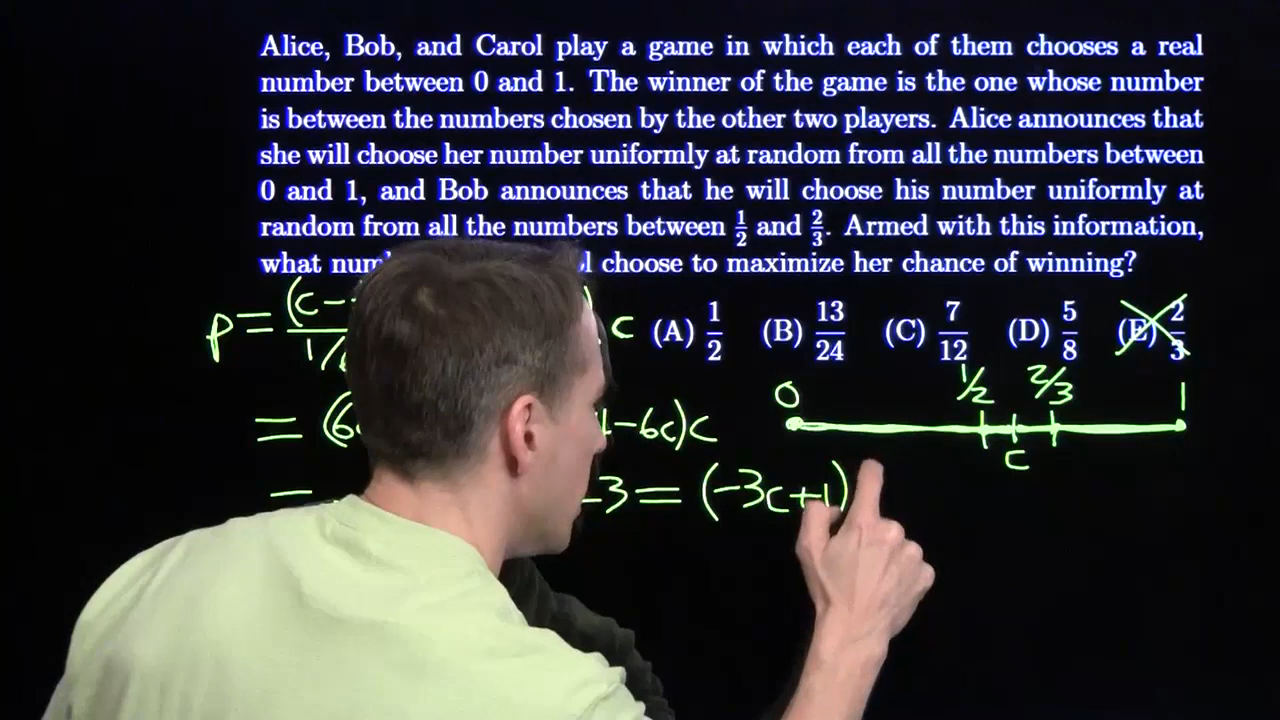 Alice, Bob, and Carol play a game in which each of them chooses a real
number between 0 and 1. The winner of the game is the one whose number
is between the numbers chosen by the other two players. Alice announces that
she will choose her number uniformly at random from all the numbers between
0 and 1, and Bob announces that he will choose his number uniformly at
random from all the numbers between 1/2 and 2/3. Armed with this information,
what choose to maximize her chance of winning?
p = (c - c (A) 1/2 (B) 13/24 (C) 7/12 (D) 5/8 (E) 2/3
0 1/2 2/3 1
= - 6c)c
c
= - 3 = (-3c+1)